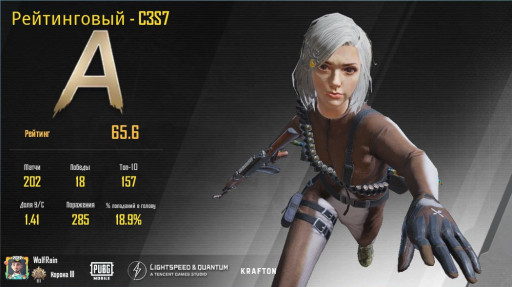 Рейтинговый - C3S7
A
Рейтинг 65.6
Матчи Победы Топ-10
202 18 157
Доля У/С Поражения % попаданий в голову
1.41 285 18.9%
WolfRain
Корона III
PUBG MOBILE
LIGHTSPEED & QUANTUM
A TENCENT GAMES STUDIO
KRAFTON